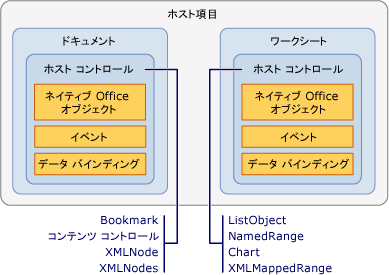 ホスト項目
ドキュメント
ホスト コントロール
ネイティブ Office
オブジェクト
イベント
データ バインディング
ワークシート
ホスト コントロール
ネイティブ Office
オブジェクト
イベント
データ バインディング
Bookmark
コンテンツ コントロール
XMLNode
XMLNodes
ListObject
NamedRange
Chart
XMLMappedRange